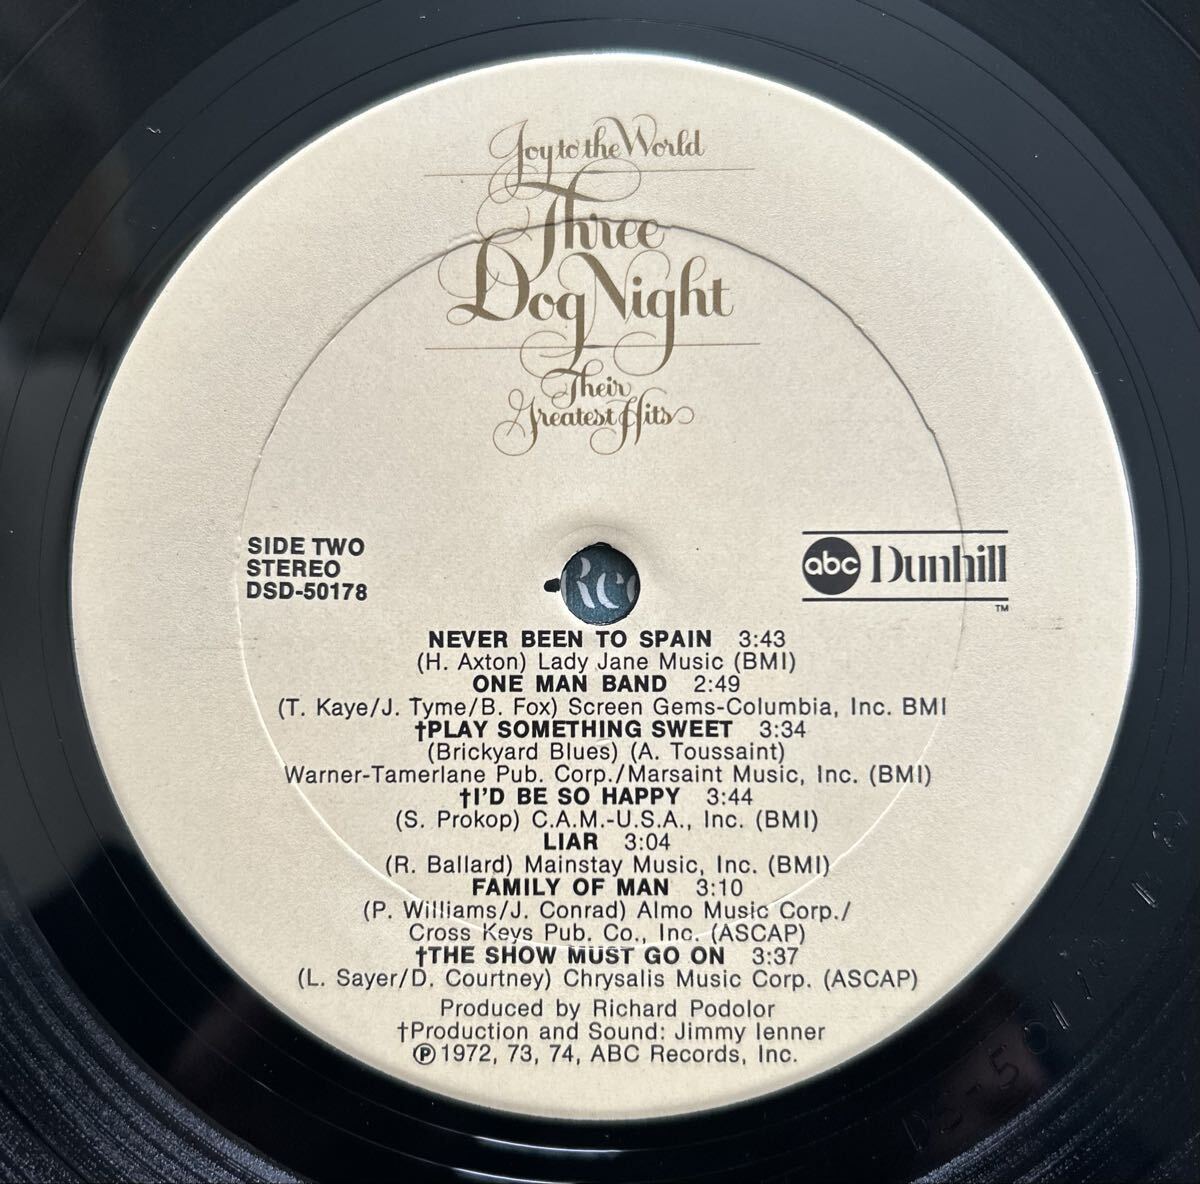 Joy to the World
Three
Dog Night
Their
Greatest Hits
SIDE TWO
STEREO
DSD-50178
abc Dunhill
TM
NEVER BEEN TO SPAIN 3:43
(H. Axton) Lady Jane Music (BMI)
ONE MAN BAND 2:49
(T. Kaye/J. Tyme/B. Fox) Screen Gems-Columbia, Inc. BMI
†PLAY SOMETHING SWEET 3:34
(Brickyard Blues) (A. Toussaint)
Warner-Tamerlane Pub. Corp./Marsaint Music, Inc. (BMI)
†I'D BE SO HAPPY 3:44
(S. Prokop) C.A.M.-U.S.A., Inc. (BMI)
LIAR 3:04
(R. Ballard) Mainstay Music, Inc. (BMI)
FAMILY OF MAN 3:10
(P. Williams/J. Conrad) Almo Music Corp./
Cross Keys Pub. Co., Inc. (ASCAP)
†THE SHOW MUST GO ON 3:37
(L. Sayer/D. Courtney) Chrysalis Music Corp. (ASCAP)
Produced by Richard Podolor
†Production and Sound: Jimmy Ienner
Ⓟ 1972, 73, 74, ABC Records, Inc.